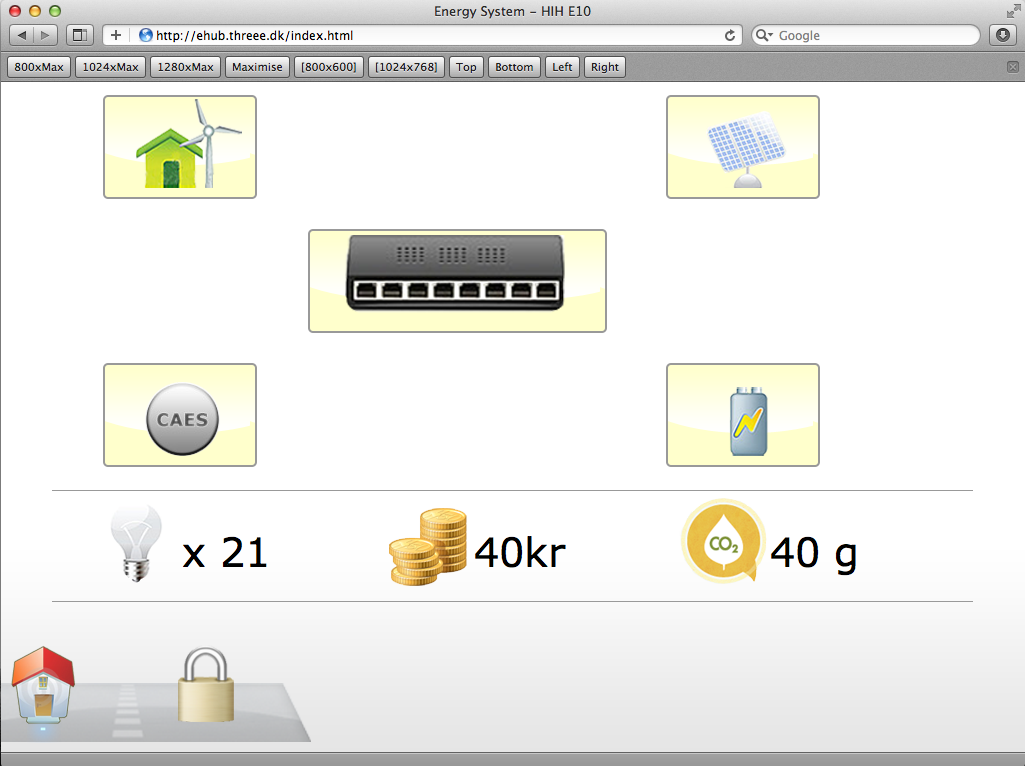 Energy System – HIH E10
http://ehub.threee.dk/index.html
Google
800xMax 1024xMax 1280xMax Maximise [800x600] [1024x768] Top Bottom Left Right
CAES
x 21 40kr CO₂ 40 g